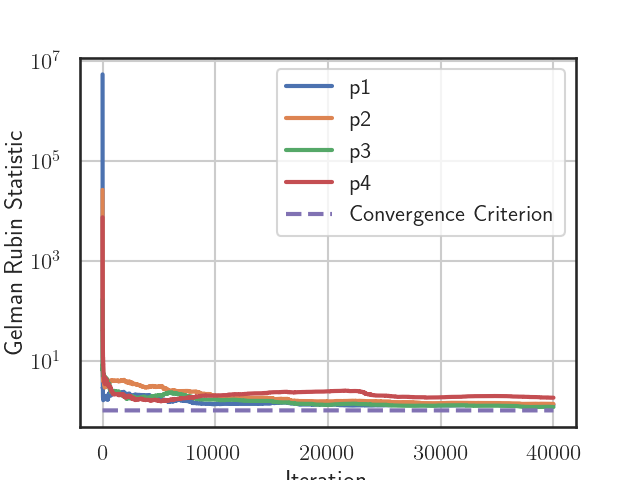 10^7
10^5
10^3
10^1
Gelman Rubin Statistic
p1
p2
p3
p4
Convergence Criterion
0 10000 20000 30000 40000
Iteration